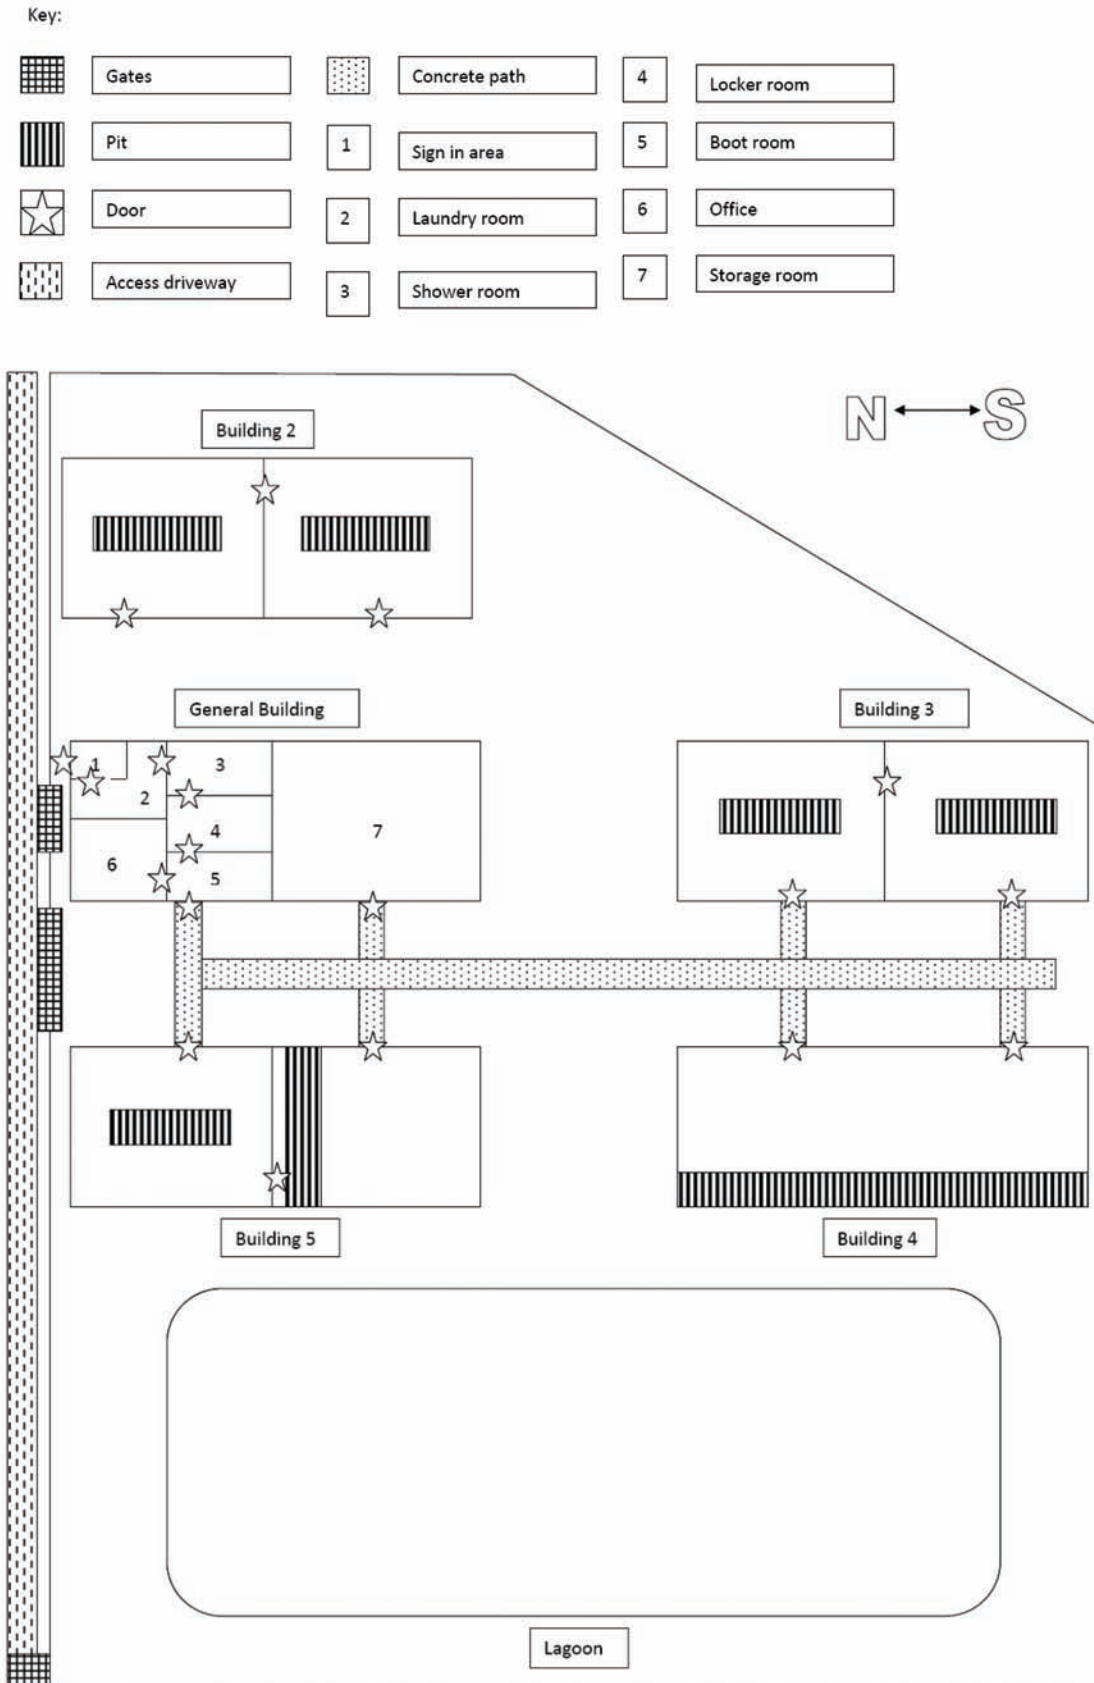 Key:
Gates
Concrete path
4
Locker room
Pit
1
Sign in area
5
Boot room
Door
2
Laundry room
6
Office
Access driveway
3
Shower room
7
Storage room
N
S
Building 2
General Building
Building 3
1
3
2
4
7
6
5
Building 5
Building 4
Lagoon